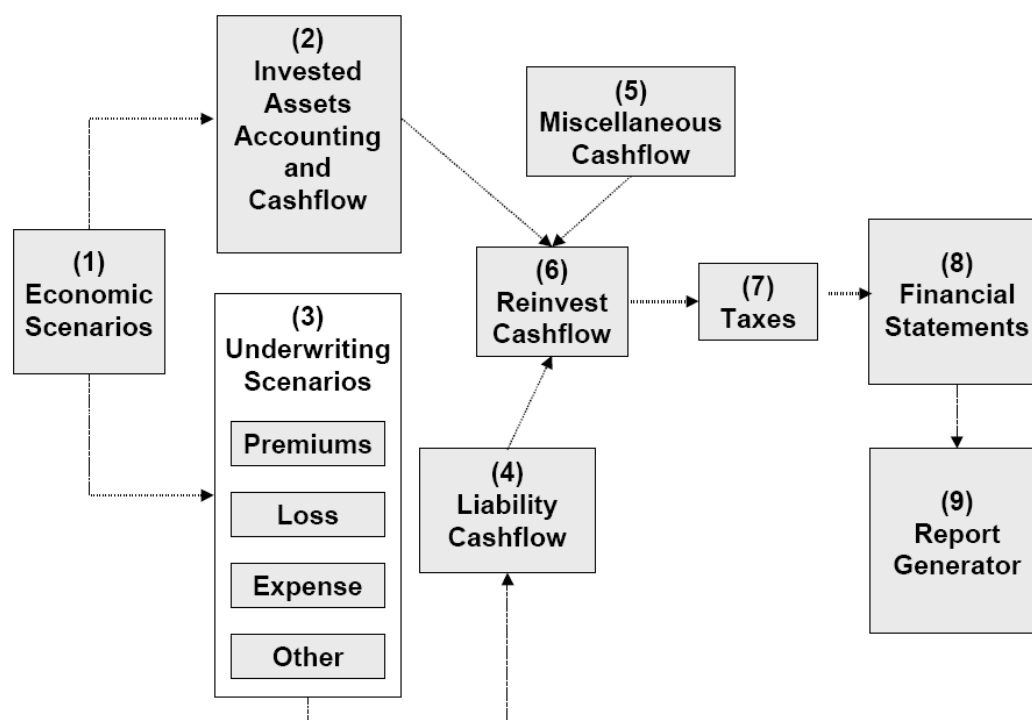 (1)
Economic
Scenarios
(2)
Invested
Assets
Accounting
and
Cashflow
(3)
Underwriting
Scenarios
Premiums
Loss
Expense
Other
(4)
Liability
Cashflow
(5)
Miscellaneous
Cashflow
(6)
Reinvest
Cashflow
(7)
Taxes
(8)
Financial
Statements
(9)
Report
Generator